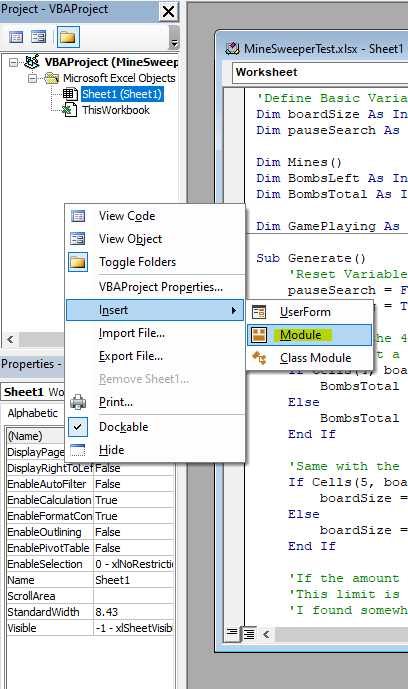 Project - VBAProject
VBAProject (MineSweep
Microsoft Excel Objects
Sheet1 (Sheet1)
ThisWorkbook
View Code
View Object
Toggle Folders
VBAProject Properties...
Insert
Import File...
Export File...
Remove Sheet1...
Print...
Dockable
Hide
UserForm
Module
Class Module
Properties -
Sheet1 Wo
Alphabetic
(Name)
DisplayPage
DisplayRightToLef
EnableAutoFilter False
EnableCalculation True
EnableFormatCon True
EnableOutlining False
EnablePivotTable False
EnableSelection 0 - xlNoRestrictio
Name Sheet1
ScrollArea
StandardWidth 8.43
Visible -1 - xlSheetVisibl
MineSweeperTest.xlsx - Sheet1
Worksheet
'Define Basic Varia
Dim boardSize As In
Dim pauseSearch As
Dim Mines()
Dim BombsLeft As In
Dim BombsTotal As I
Dim GamePlaying As
Sub Generate()
'Reset Variable
pauseSearch = F
= T
the 4
t a
If Cells(4, boa
BombsTotal
Else
BombsTotal
End If
'Same with the
If Cells(5, boa
boardSize =
Else
boardSize =
End If
'If the amount
'This limit is
'I found somewh